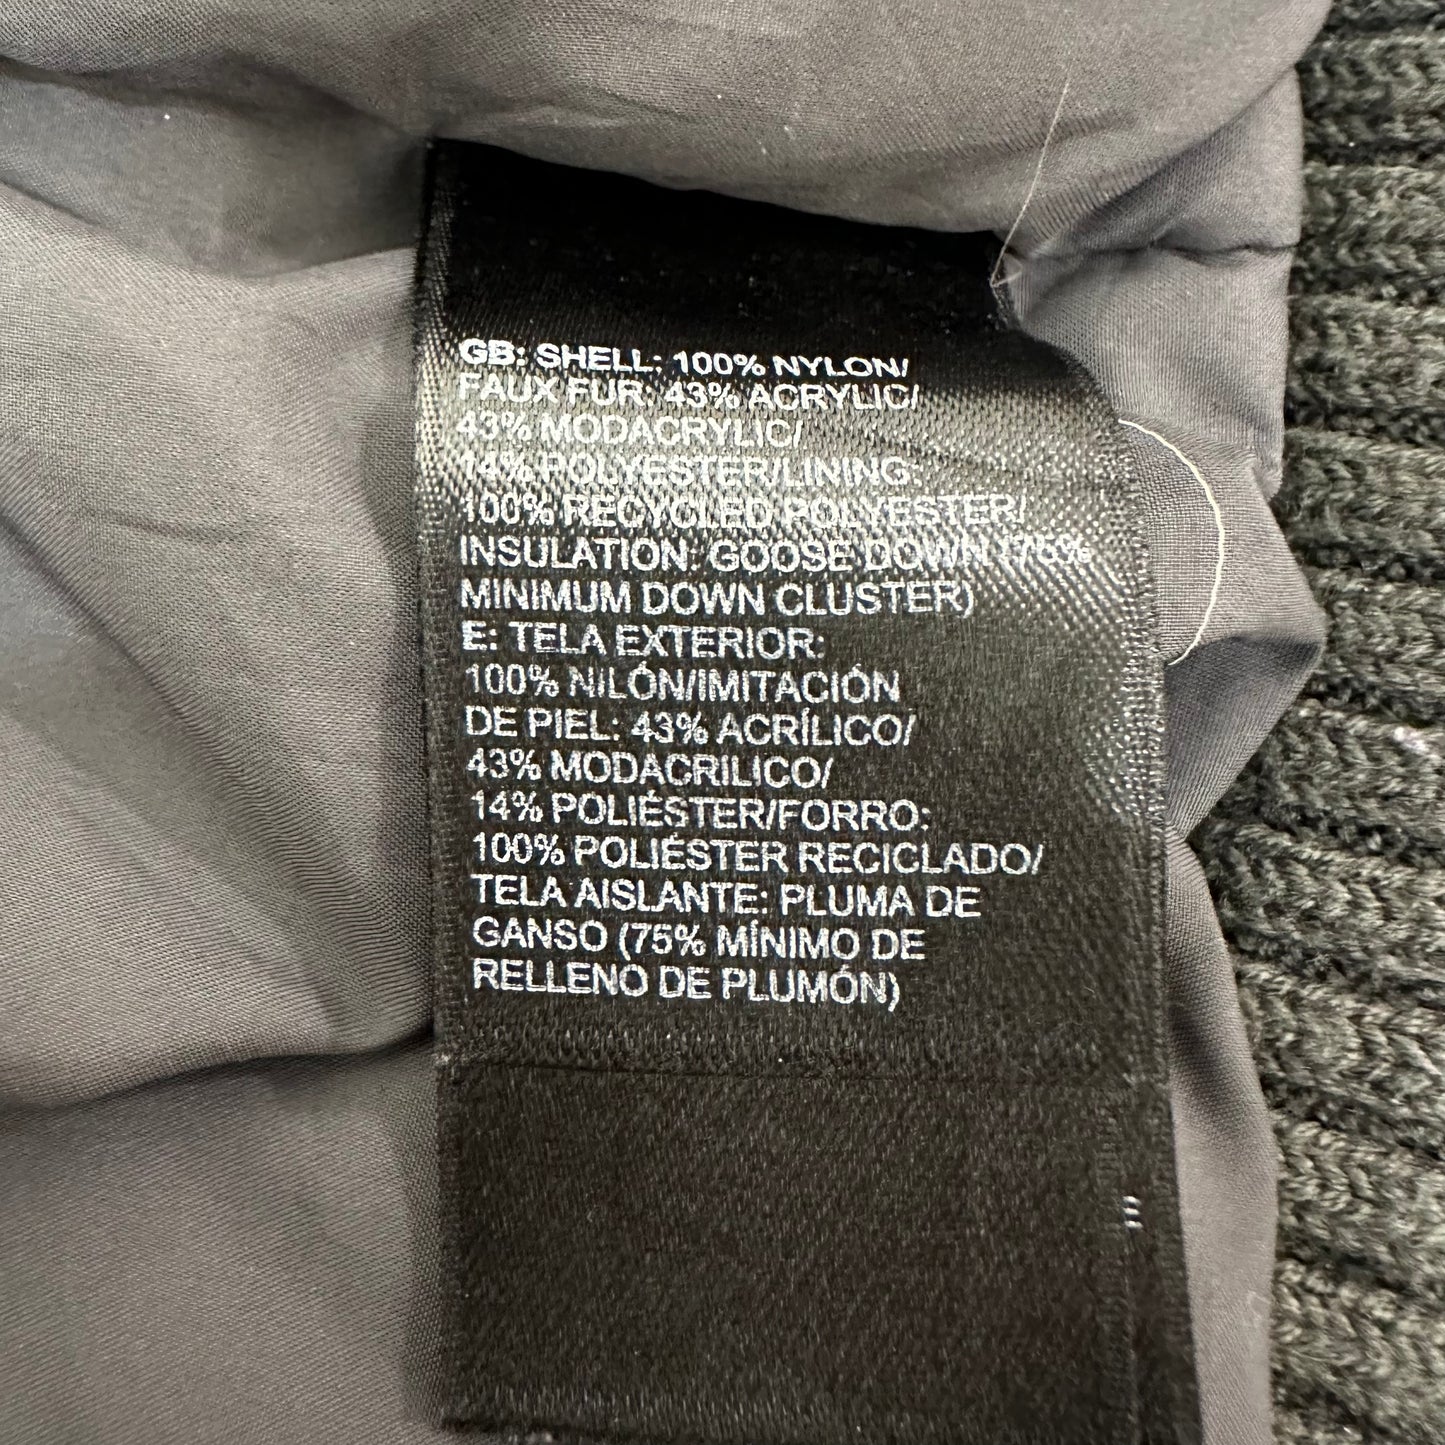 GB: SHELL: 100% NYLON/
FAUX FUR: 43% ACRYLIC/
43% MODACRYLIC/
14% POLYESTER/LINING:
100% RECYCLED POLYESTER/
INSULATION: GOOSE DOWN (75%
MINIMUM DOWN CLUSTER)
E: TELA EXTERIOR:
100% NILÓN/IMITACIÓN
DE PIEL: 43% ACRÍLICO/
43% MODACRILICO/
14% POLIÉSTER/FORRO:
100% POLIÉSTER RECICLADO/
TELA AISLANTE: PLUMA DE
GANSO (75% MÍNIMO DE
RELLENO DE PLUMÓN)